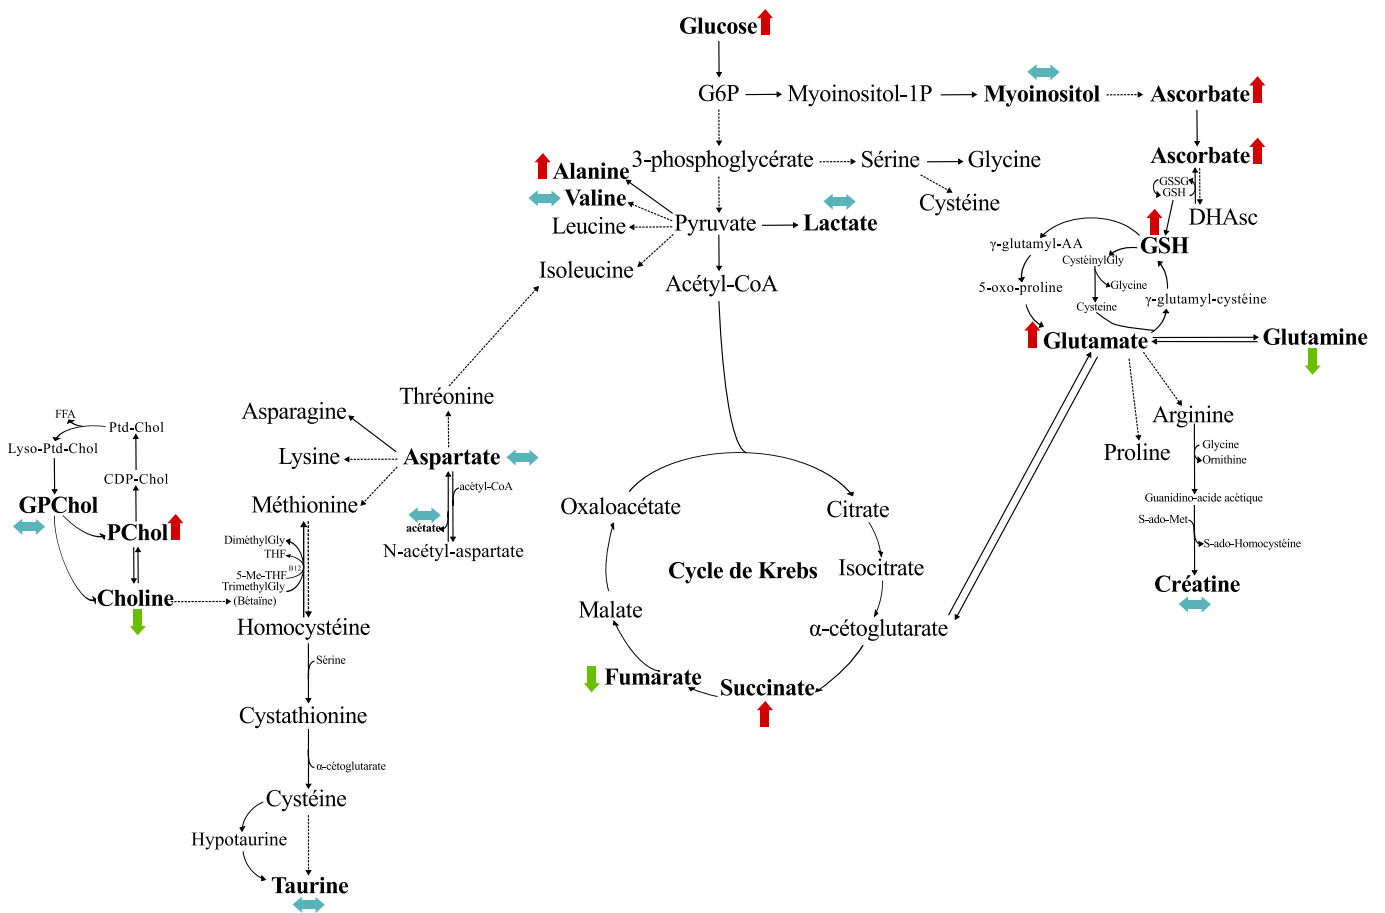 Glucose
G6P
Myoinositol-1P
Myoinositol
Ascorbate
3-phosphoglycérate
Sérine
Glycine
Ascorbate
Alanine
Valine
Leucine
Isoleucine
Pyruvate
Lactate
Cystéine
GSSG
GSH
DHAsc
Acétyl-CoA
γ-glutamyl-AA
GSH
CystéinylGly
Glycine
5-oxo-proline
Cysteine
γ-glutamyl-cystéine
Glutamate
Glutamine
Thréonine
Asparagine
Lysine
Aspartate
Méthionine
acétyl-CoA
acétate
N-acétyl-aspartate
Arginine
Proline
Glycine
Ornithine
Guanidino-acide acétique
S-ado-Met
S-ado-Homocystéine
Créatine
FFA
Ptd-Chol
Lyso-Ptd-Chol
CDP-Chol
GPChol
PChol
Choline
DiméthylGly
THF
B12
5-Me-THF
TrimethylGly
(Bétaïne)
Homocystéine
Sérine
Cystathionine
α-cétoglutarate
Cystéine
Hypotaurine
Taurine
Oxaloacétate
Citrate
Isocitrate
Cycle de Krebs
Malate
α-cétoglutarate
Fumarate
Succinate